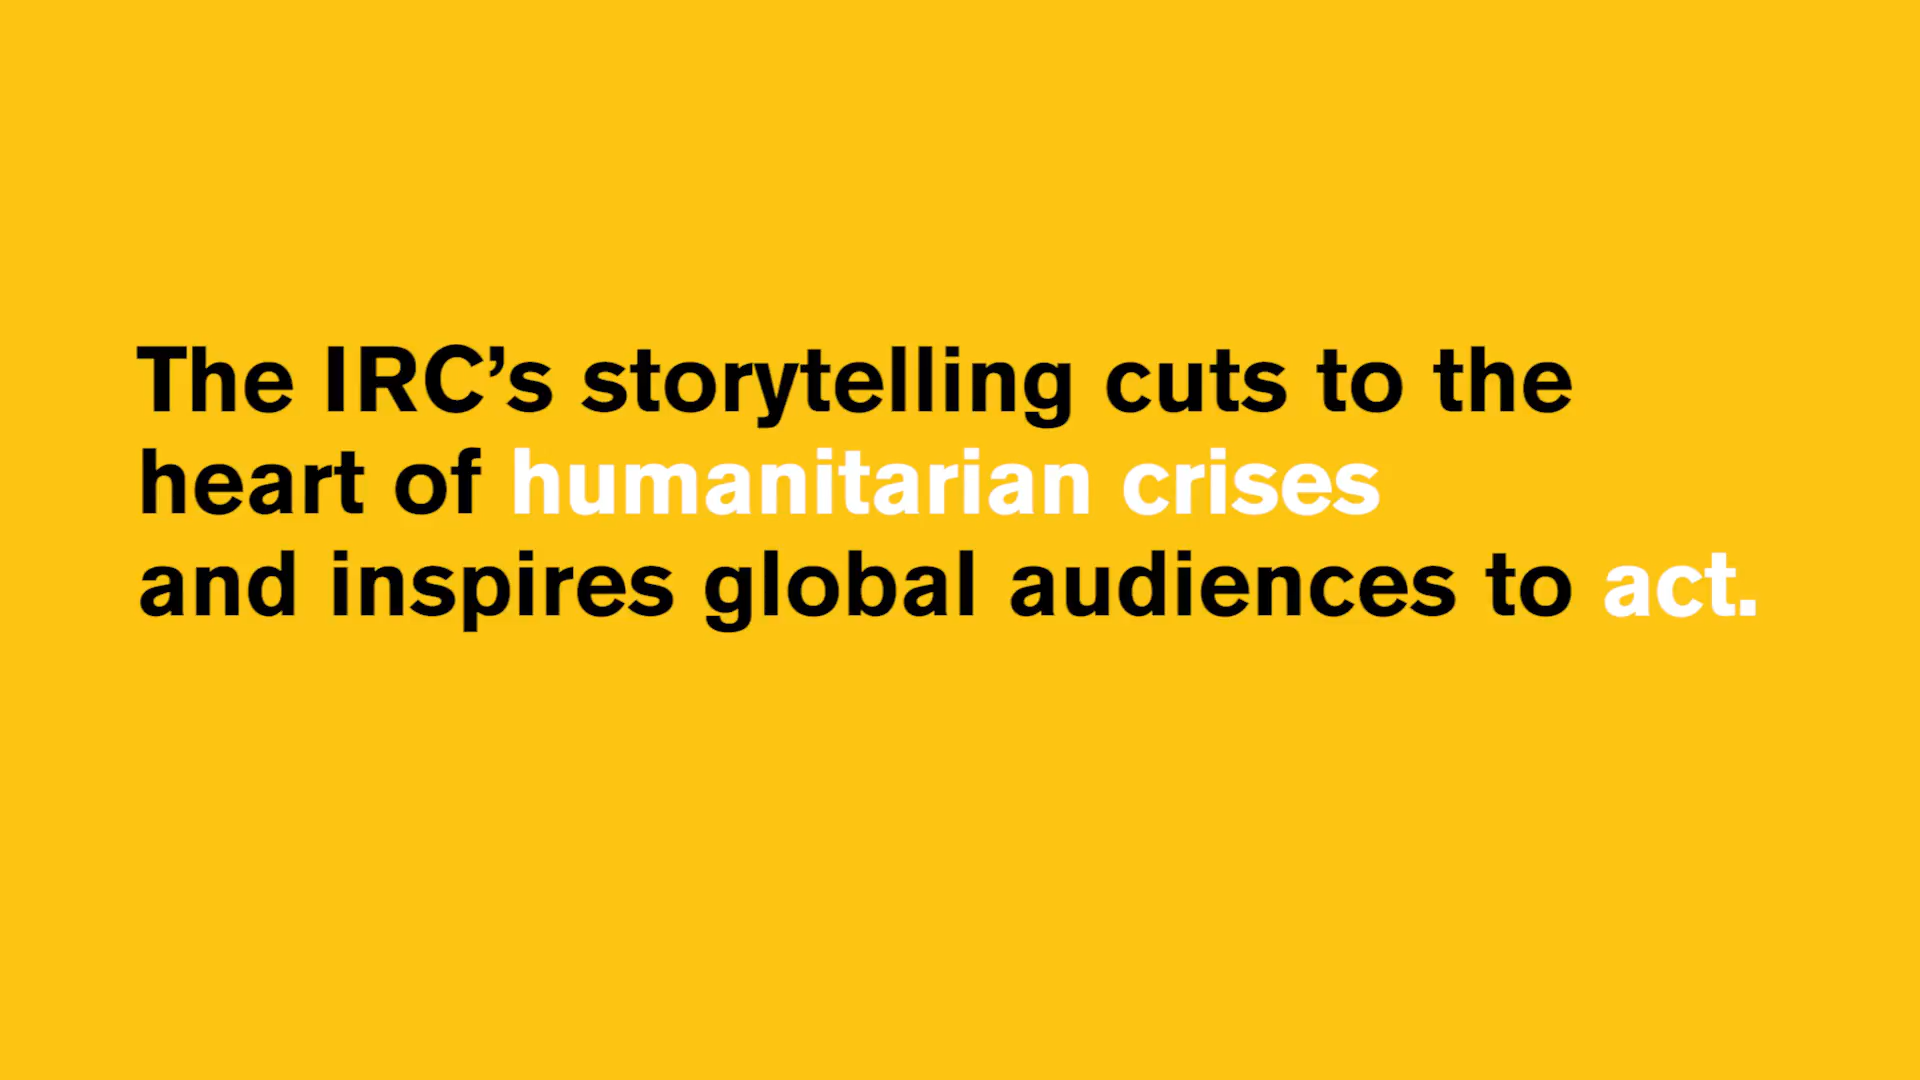 The IRC’s storytelling cuts to the
heart of humanitarian crises
and inspires global audiences to act.